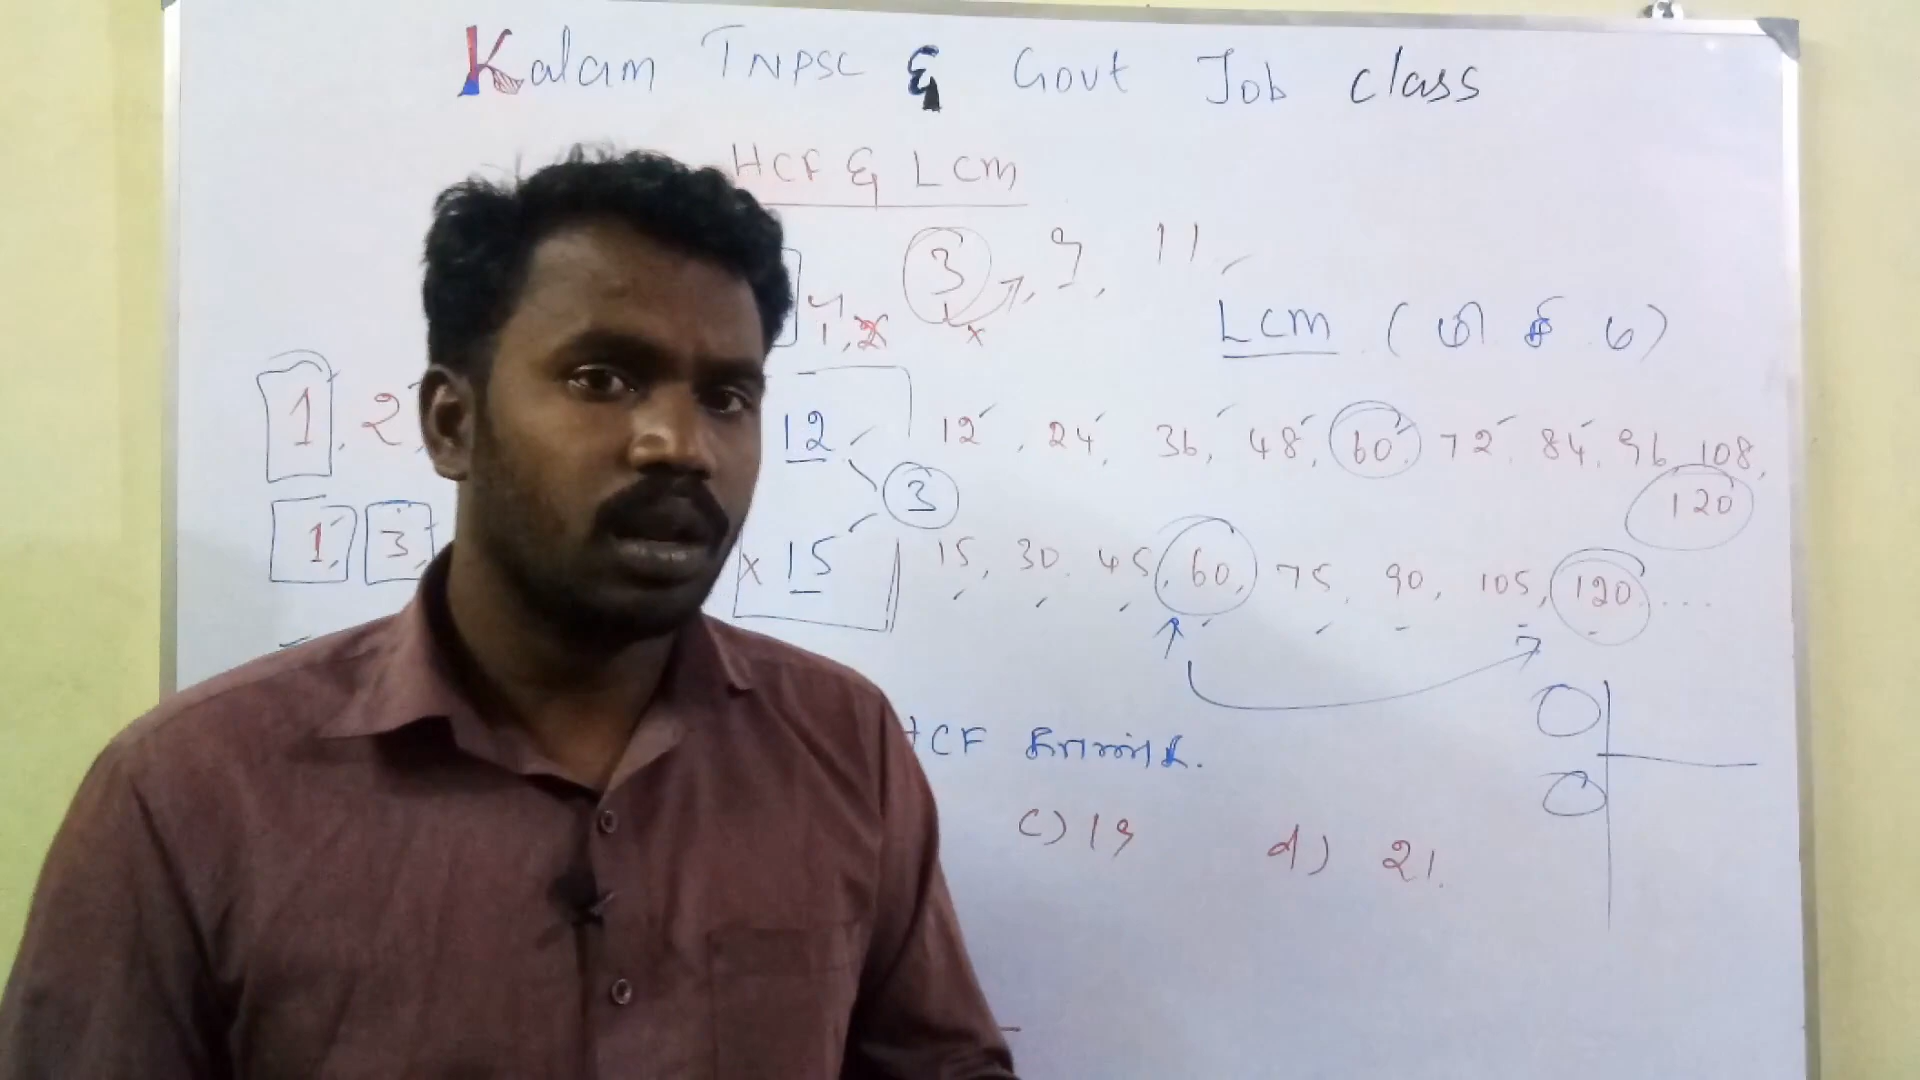 Kalam TNPSC & Govt Job class
HCF & Lcm
3, 9, 11,
1, 2 x
Lcm (மீ சி ம)
1, 2, 12 12, 24, 36, 48, 60, 72, 84, 96, 108,
3 120
1, 3, x 15 15, 30, 45, 60, 75, 90, 105, 120 ....
HCF காண்க.
c) 19 d) 21.